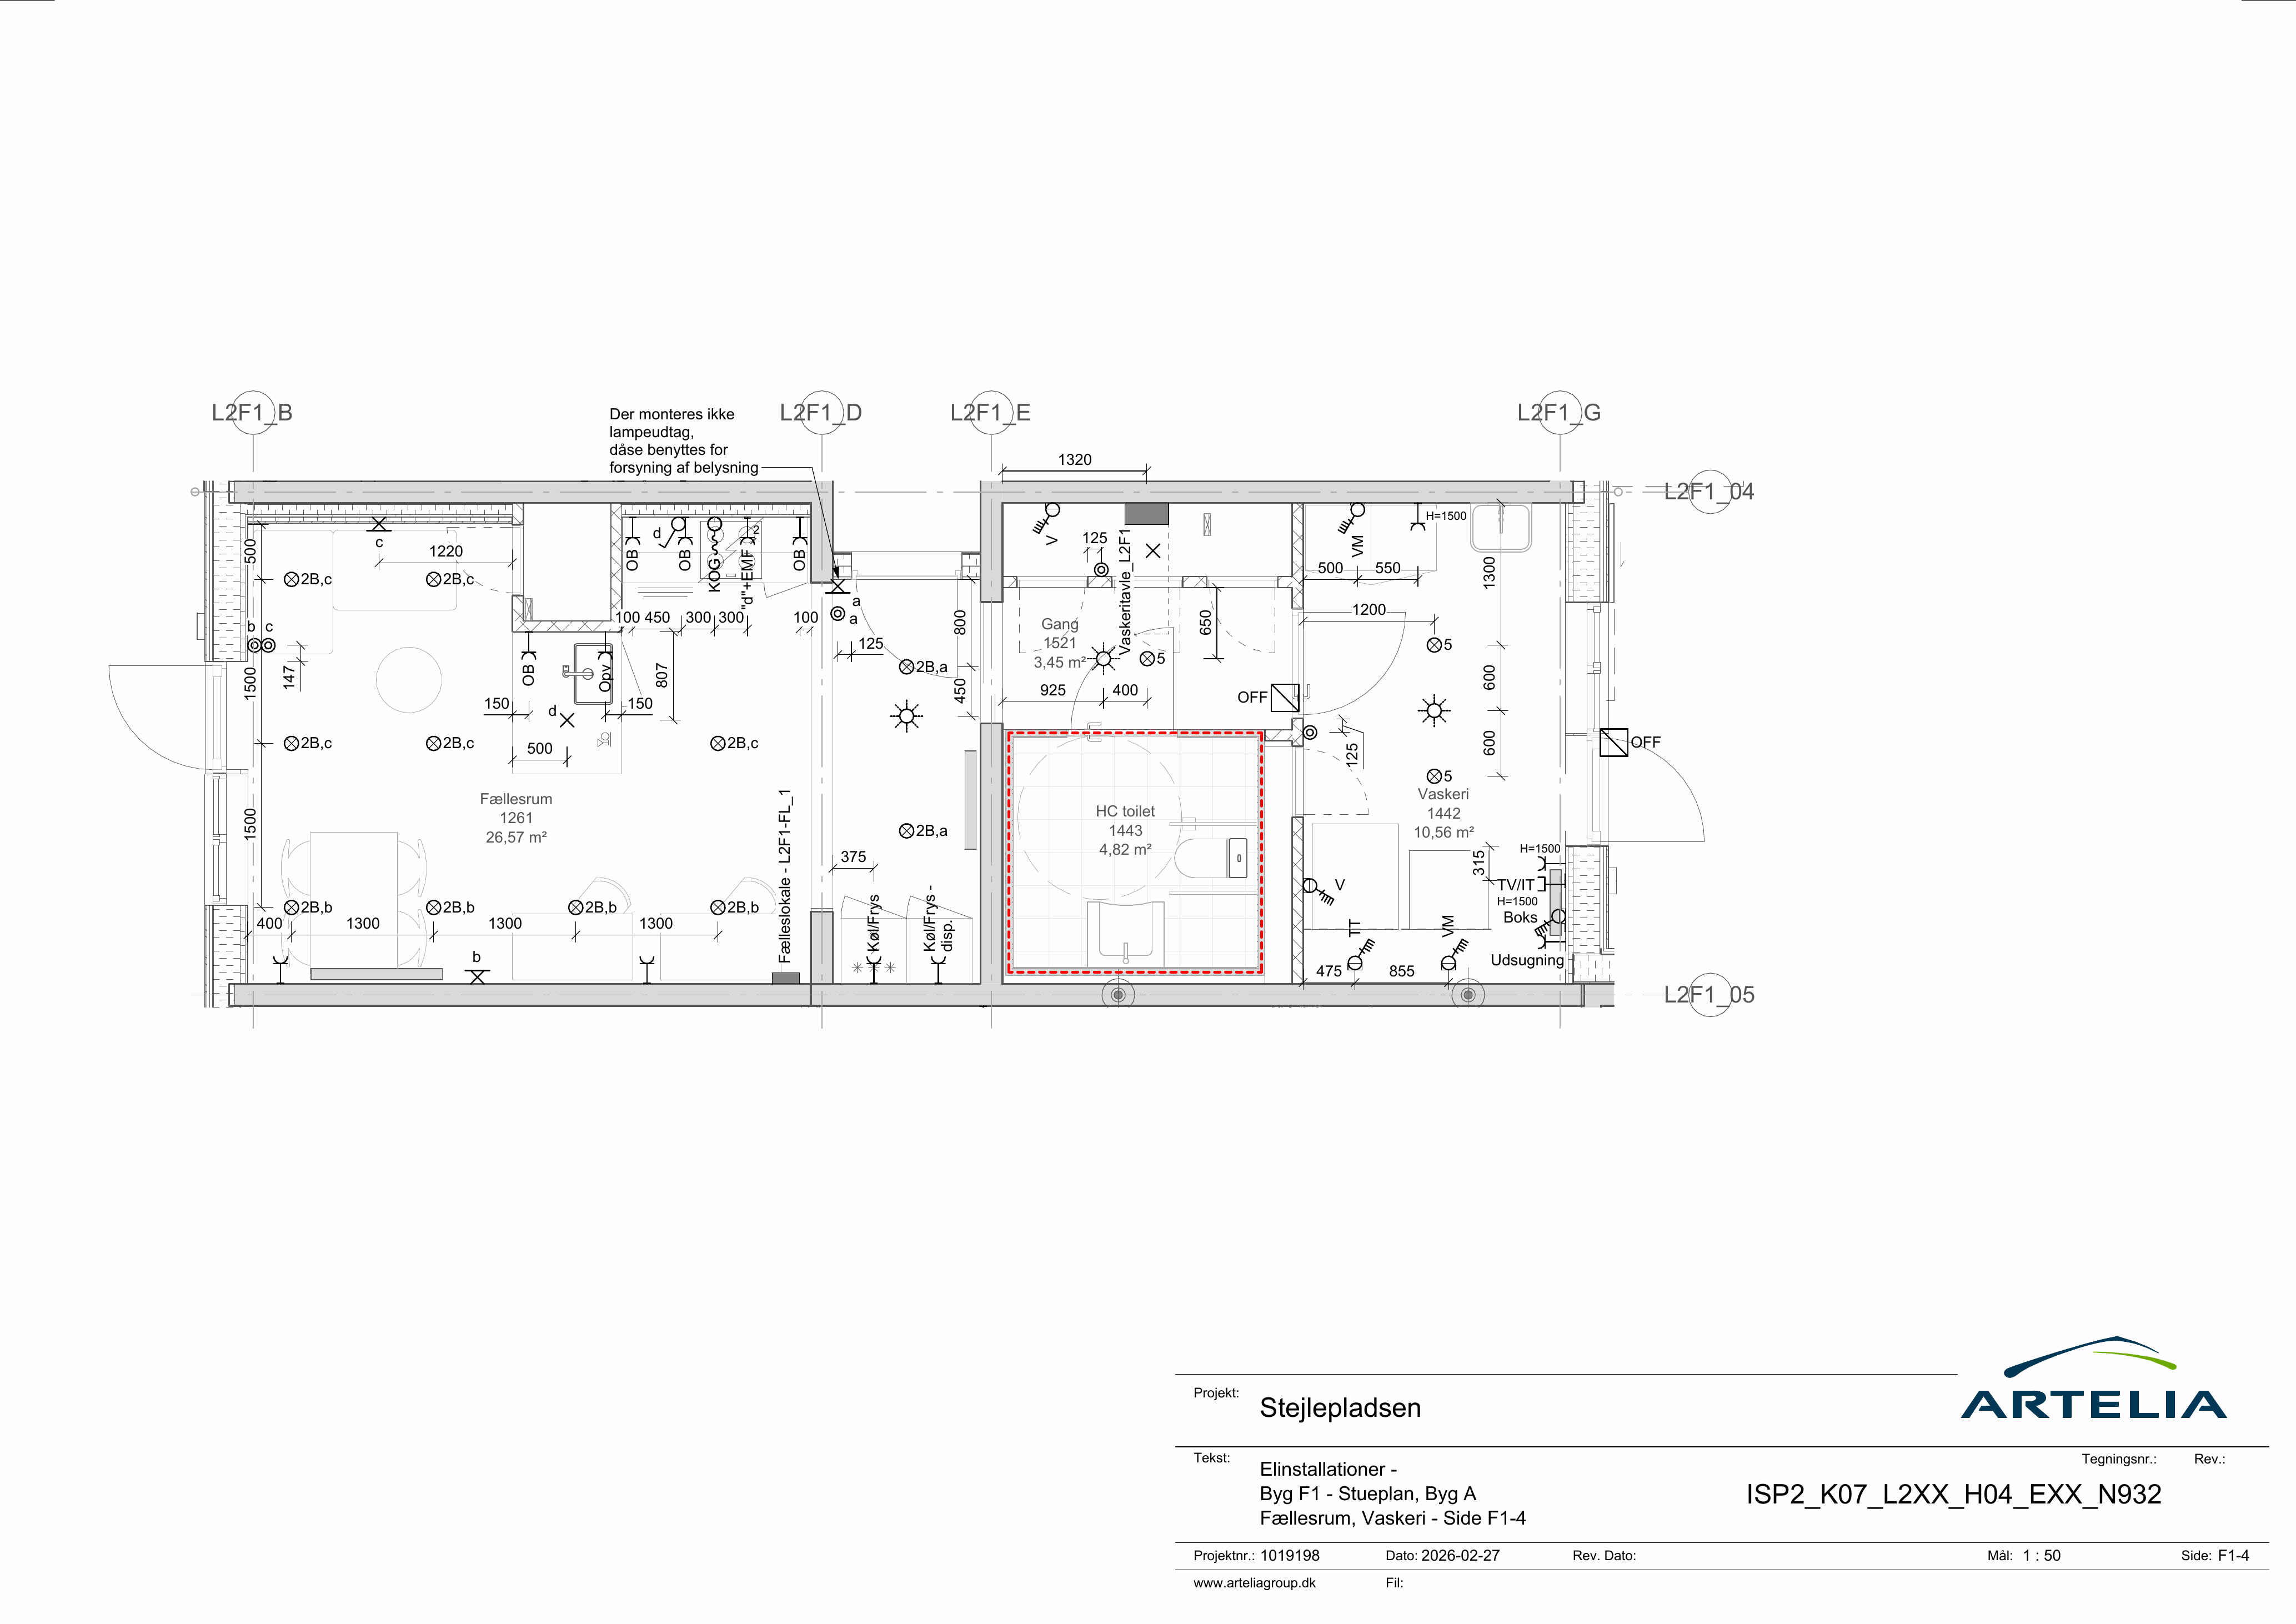 L2F1_B
L2F1_D
L2F1_E
L2F1_G
L2F1_04
L2F1_05
Der monteres ikke
lampeudtag,
dåse benyttes for
forsyning af belysning
1320
c
1220
500
2B,c
2B,c
b c
147
1500
1500
2B,c
2B,c
2B,c
Fællesrum
1261
26,57 m²
2B,b
2B,b
2B,b
2B,b
400
1300
1300
1300
b
OB
d
OB
KOG
"d"+EMF
2
OB
100
450
300
300
100
OB
Opv
807
150
150
d
500
a
a
125
800
450
2B,a
2B,a
375
Køl/Frys
Køl/Frys -
disp.
Fælleslokale - L2F1-FL_1
V
125
Vaskeritavle_L2F1
Gang
1521
3,45 m²
650
5
925
400
OFF
HC toilet
1443
4,82 m²
VM
H=1500
500
550
1200
1300
5
600
600
5
125
OFF
Vaskeri
1442
10,56 m²
315
H=1500
TV/IT
H=1500
Boks
V
TT
VM
Udsugning
475
855
Projekt:
Stejlepladsen
ARTELIA
Tekst:
Elinstallationer -
Byg F1 - Stueplan, Byg A
Fællesrum, Vaskeri - Side F1-4
Tegningsnr.:
Rev.:
ISP2_K07_L2XX_H04_EXX_N932
Projektnr.: 1019198
Dato: 2026-02-27
Rev. Dato:
Mål: 1 : 50
Side: F1-4
www.arteliagroup.dk
Fil: